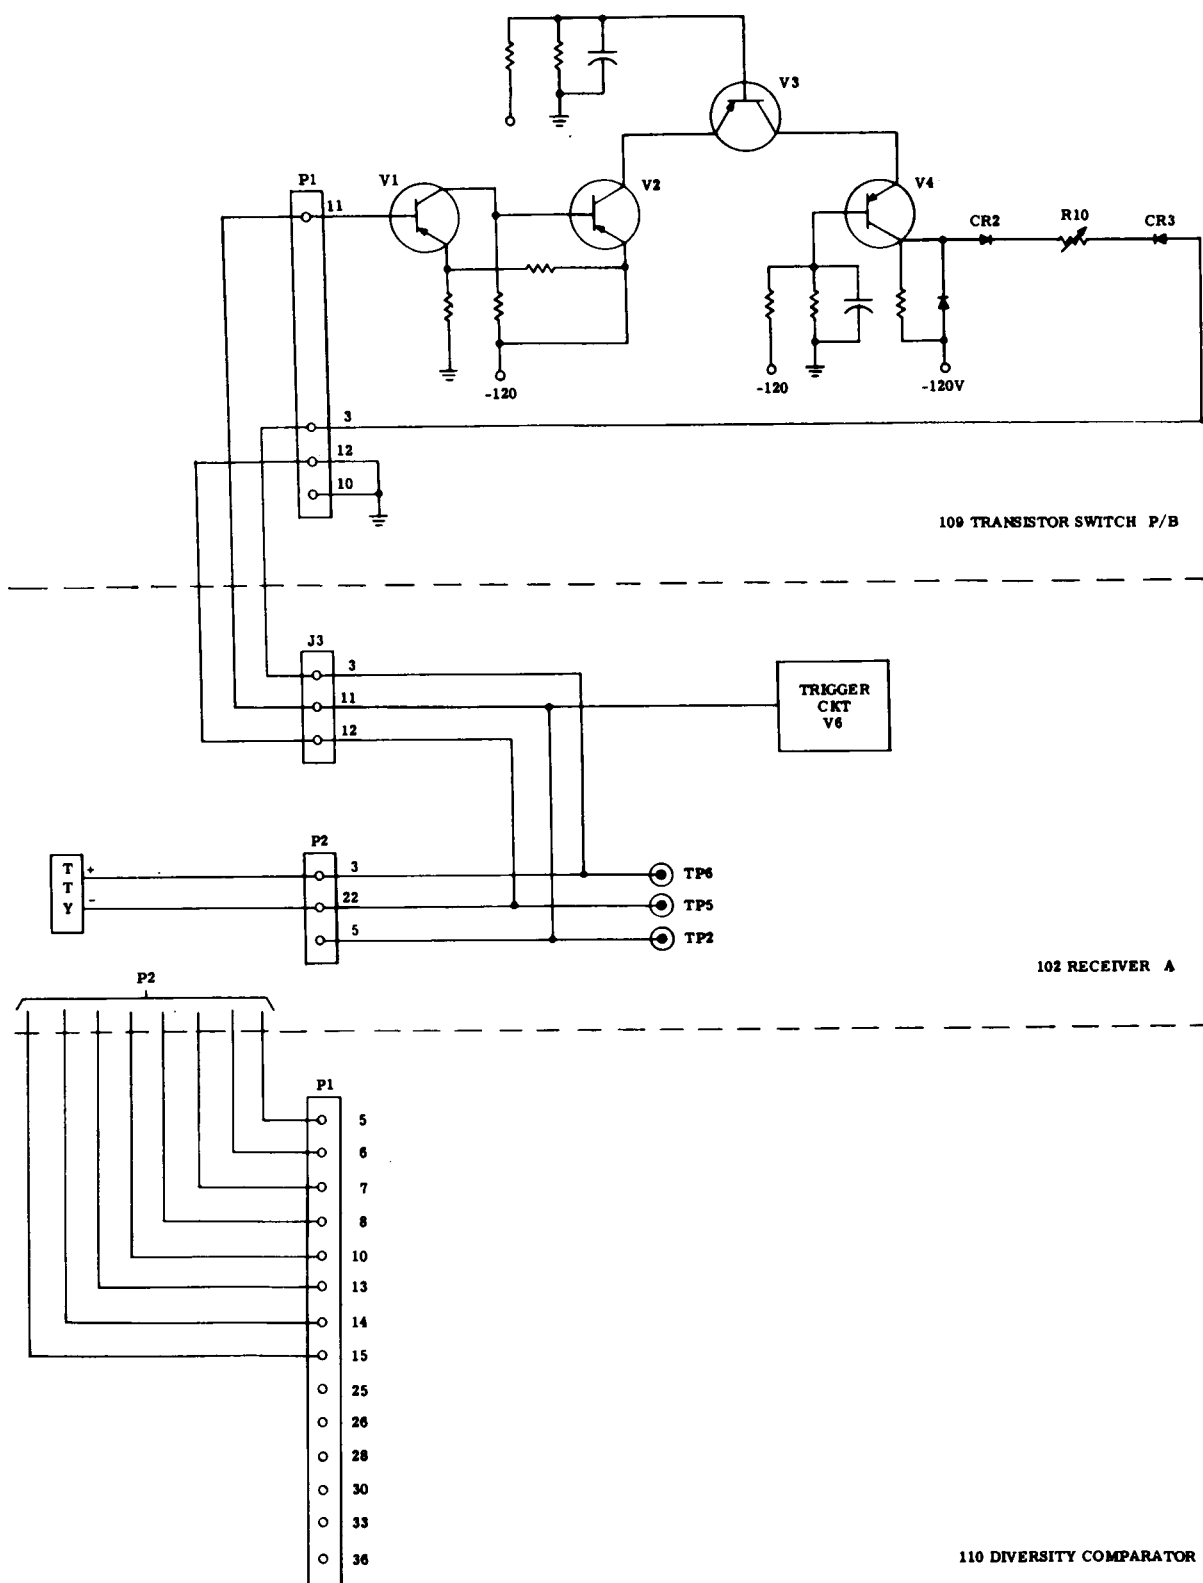 V3
P1
V1
V2
V4
11
CR2
R10
CR3
-120
-120
-120V
3
12
10
109 TRANSISTOR SWITCH P/B
J3
3
11
12
TRIGGER
CKT
V6
P2
T
T
Y
+
-
3
22
5
TP6
TP5
TP2
102 RECEIVER A
P2
P1
5
6
7
8
10
13
14
15
25
26
28
30
33
36
110 DIVERSITY COMPARATOR